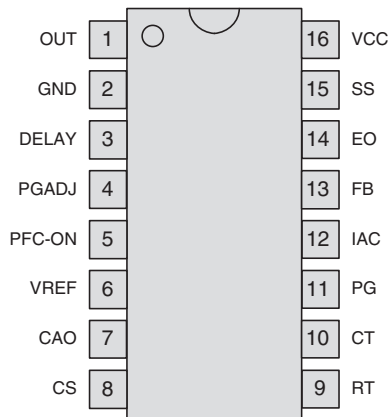 OUT 1 16 VCC
GND 2 15 SS
DELAY 3 14 EO
PGADJ 4 13 FB
PFC-ON 5 12 IAC
VREF 6 11 PG
CAO 7 10 CT
CS 8 9 RT